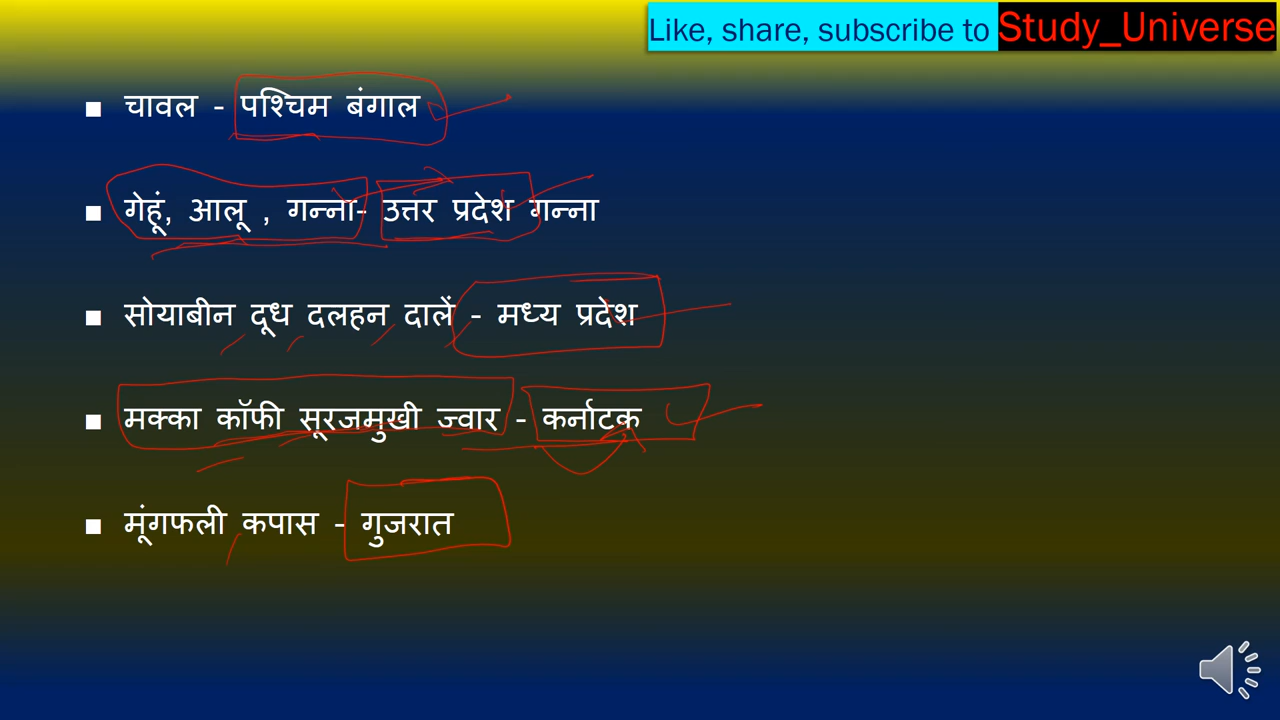 Like, share, subscribe to Study_Universe
▪ चावल - पश्चिम बंगाल
▪ गेहूं, आलू , गन्ना- उत्तर प्रदेश गन्ना
▪ सोयाबीन दूध दलहन दालें - मध्य प्रदेश
▪ मक्का कॉफी सूरजमुखी ज्वार - कर्नाटक
▪ मूंगफली कपास - गुजरात